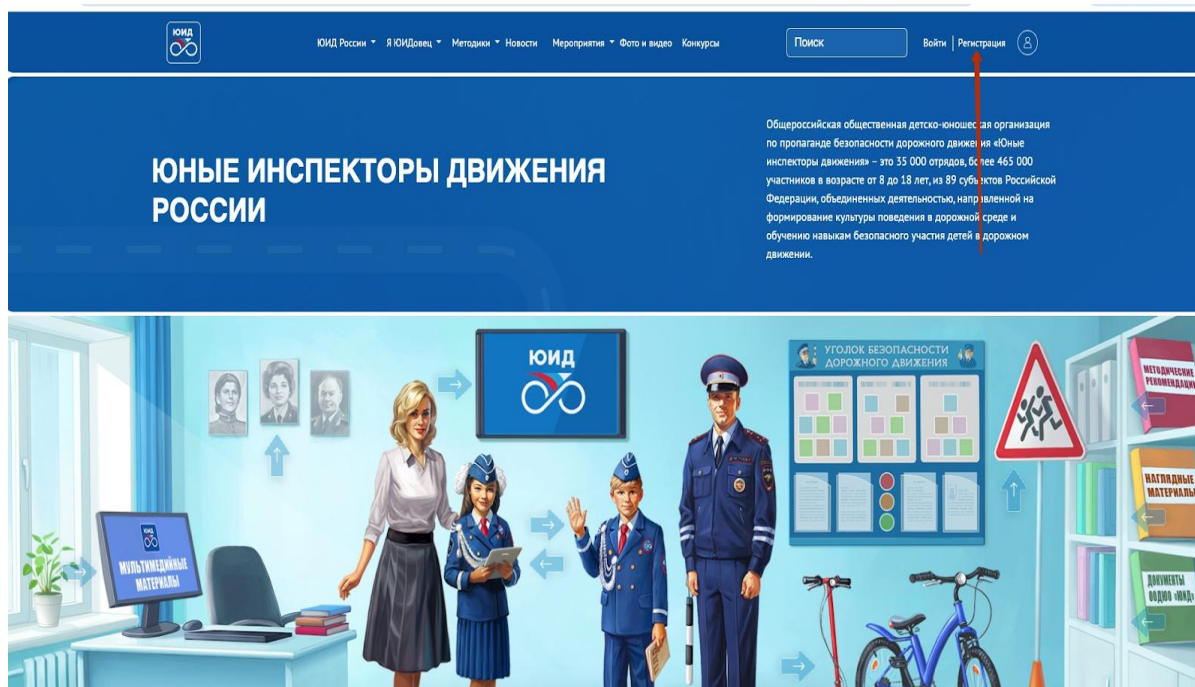 ЮИД
ЮИД России Я ЮИДовец Методики Новости Мероприятия Фото и видео Конкурсы
Поиск
Войти | Регистрация
ЮНЫЕ ИНСПЕКТОРЫ ДВИЖЕНИЯ
РОССИИ
Общероссийская общественная детско-юношеская организация
по пропаганде безопасности дорожного движения «Юные
инспекторы движения» – это 35 000 отрядов, более 465 000
участников в возрасте от 8 до 18 лет, из 89 субъектов Российской
Федерации, объединенных деятельностью, направленной на
формирование культуры поведения в дорожной среде и
обучению навыкам безопасного участия детей в дорожном
движении.
ЮИД
УГОЛОК БЕЗОПАСНОСТИ
ДОРОЖНОГО ДВИЖЕНИЯ
МЕТОДИЧЕСКИЕ
РЕКОМЕНДАЦИИ
НАГЛЯДНЫЕ
МАТЕРИАЛЫ
ЮИД
МУЛЬТИМЕДИЙНЫЕ
МАТЕРИАЛЫ
ДОКУМЕНТЫ
ООДЮО «ЮИД»